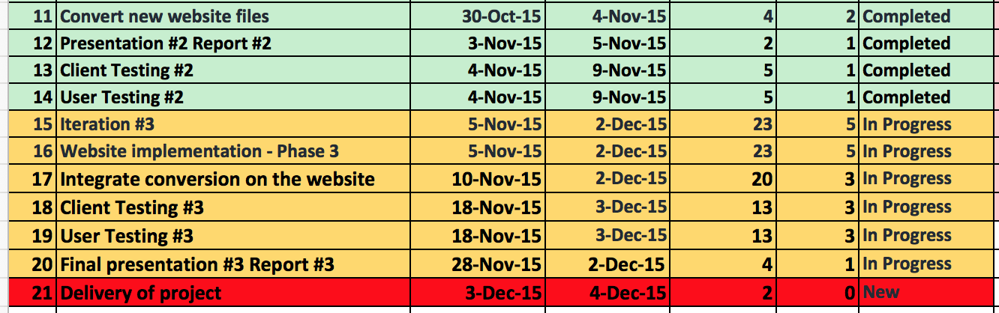 11 Convert new website files 30-Oct-15 4-Nov-15 4 2 Completed
12 Presentation #2 Report #2 3-Nov-15 5-Nov-15 2 1 Completed
13 Client Testing #2 4-Nov-15 9-Nov-15 5 1 Completed
14 User Testing #2 4-Nov-15 9-Nov-15 5 1 Completed
15 Iteration #3 5-Nov-15 2-Dec-15 23 5 In Progress
16 Website implementation - Phase 3 5-Nov-15 2-Dec-15 23 5 In Progress
17 Integrate conversion on the website 10-Nov-15 2-Dec-15 20 3 In Progress
18 Client Testing #3 18-Nov-15 3-Dec-15 13 3 In Progress
19 User Testing #3 18-Nov-15 3-Dec-15 13 3 In Progress
20 Final presentation #3 Report #3 28-Nov-15 2-Dec-15 4 1 In Progress
21 Delivery of project 3-Dec-15 4-Dec-15 2 0 New